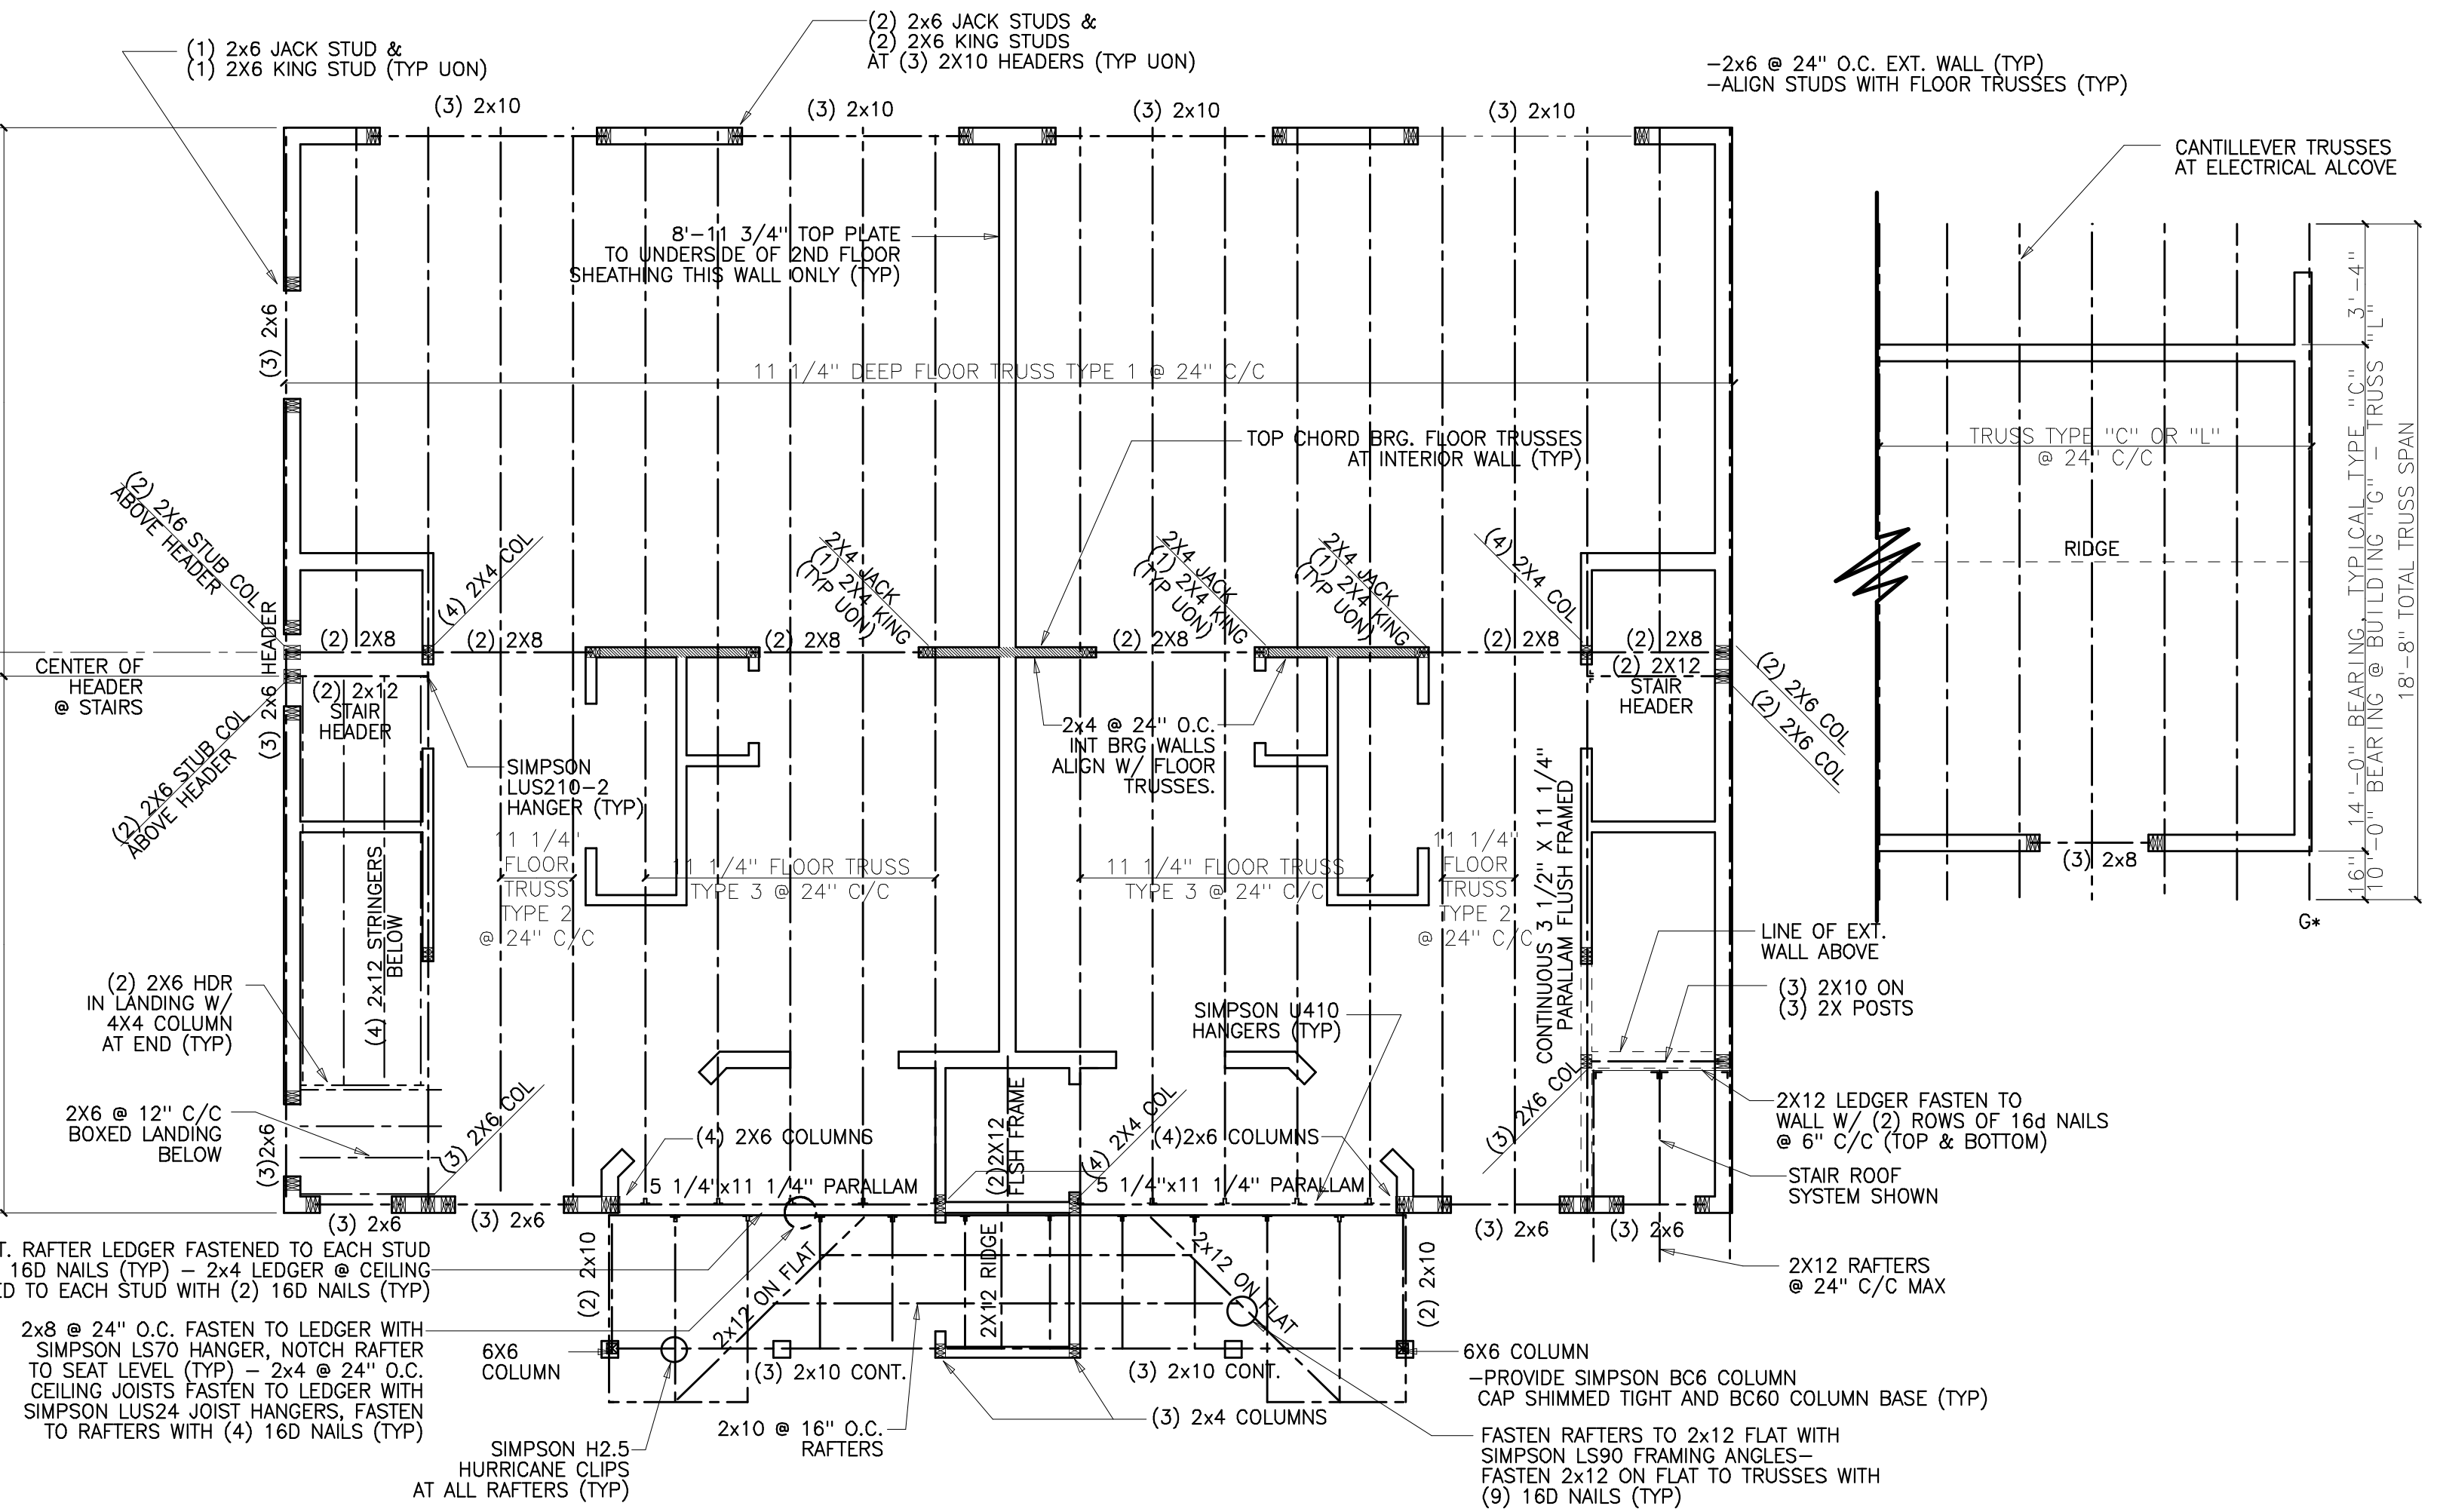 (1) 2x6 JACK STUD &
(1) 2X6 KING STUD (TYP UON)
(2) 2x6 JACK STUDS &
(2) 2X6 KING STUDS
AT (3) 2X10 HEADERS (TYP UON)
-2x6 @ 24" O.C. EXT. WALL (TYP)
-ALIGN STUDS WITH FLOOR TRUSSES (TYP)
(3) 2x10
(3) 2x10
(3) 2x10
(3) 2x10
CANTILLEVER TRUSSES
AT ELECTRICAL ALCOVE
8'-11 3/4" TOP PLATE
TO UNDERSIDE OF 2ND FLOOR
SHEATHING THIS WALL ONLY (TYP)
(3) 2x6
11 1/4" DEEP FLOOR TRUSS TYPE 1 @ 24" C/C
TOP CHORD BRG. FLOOR TRUSSES
AT INTERIOR WALL (TYP)
TRUSS TYPE "C" OR "L"
@ 24" C/C
RIDGE
3'-4"
16" 14'-0" BEARING, TYPICAL TYPE "C"
10'-0" BEARING @ BUILDING "G" - TRUSS "L"
18'-8" TOTAL TRUSS SPAN
(3) 2x8
G*
(2) 2X6 STUB COL
ABOVE HEADER
(4) 2X4 COL
2X4 JACK
(1) 2X4 KING
(TYP UON)
2X4 JACK
(1) 2X4 KING
(TYP UON)
2X4 JACK
(1) 2X4 KING
(TYP UON)
(4) 2X4 COL
(2) 2X8
(2) 2X8
(2) 2X8
(2) 2X8
(2) 2X8
(2) 2X8
CENTER OF
HEADER
@ STAIRS
(3) 2x6 HEADER
(2) 2x12
STAIR
HEADER
(2) 2X12
STAIR
HEADER
(2) 2X6 COL
(2) 2X6 COL
(2) 2X6 STUB COL
ABOVE HEADER
SIMPSON
LUS210-2
HANGER (TYP)
2x4 @ 24" O.C.
INT BRG WALLS
ALIGN W/ FLOOR
TRUSSES.
11 1/4"
FLOOR
TRUSS
TYPE 2
@ 24" C/C
11 1/4" FLOOR TRUSS
TYPE 3 @ 24" C/C
11 1/4" FLOOR TRUSS
TYPE 3 @ 24" C/C
11 1/4"
FLOOR
TRUSS
TYPE 2
@ 24" C/C
CONTINUOUS 3 1/2" X 11 1/4"
PARALLAM FLUSH FRAMED
(4) 2x12 STRINGERS
BELOW
LINE OF EXT.
WALL ABOVE
(3) 2X10 ON
(3) 2X POSTS
(2) 2X6 HDR
IN LANDING W/
4X4 COLUMN
AT END (TYP)
SIMPSON U410
HANGERS (TYP)
2X6 @ 12" C/C
BOXED LANDING
BELOW
(3)2x6
(3) 2X6 COL
(4) 2X6 COLUMNS
(2)2X12
FLSH FRAME
(4) 2X4 COL
(4)2x6 COLUMNS
(3) 2X6 COL
2X12 LEDGER FASTEN TO
WALL W/ (2) ROWS OF 16d NAILS
@ 6" C/C (TOP & BOTTOM)
STAIR ROOF
SYSTEM SHOWN
5 1/4"x11 1/4" PARALLAM
5 1/4"x11 1/4" PARALLAM
(3) 2x6
(3) 2x6
(3) 2x6
(3) 2x6
T. RAFTER LEDGER FASTENED TO EACH STUD
16D NAILS (TYP) - 2x4 LEDGER @ CEILING
ED TO EACH STUD WITH (2) 16D NAILS (TYP)
(2) 2x10
2x12 ON FLAT
2X12 RIDGE
2x12 ON FLAT
(2) 2x10
2X12 RAFTERS
@ 24" C/C MAX
2x8 @ 24" O.C. FASTEN TO LEDGER WITH
SIMPSON LS70 HANGER, NOTCH RAFTER
TO SEAT LEVEL (TYP) - 2x4 @ 24" O.C.
CEILING JOISTS FASTEN TO LEDGER WITH
SIMPSON LUS24 JOIST HANGERS, FASTEN
TO RAFTERS WITH (4) 16D NAILS (TYP)
6X6
COLUMN
(3) 2x10 CONT.
(3) 2x10 CONT.
6X6 COLUMN
-PROVIDE SIMPSON BC6 COLUMN
CAP SHIMMED TIGHT AND BC60 COLUMN BASE (TYP)
2x10 @ 16" O.C.
RAFTERS
(3) 2x4 COLUMNS
SIMPSON H2.5
HURRICANE CLIPS
AT ALL RAFTERS (TYP)
FASTEN RAFTERS TO 2x12 FLAT WITH
SIMPSON LS90 FRAMING ANGLES-
FASTEN 2x12 ON FLAT TO TRUSSES WITH
(9) 16D NAILS (TYP)